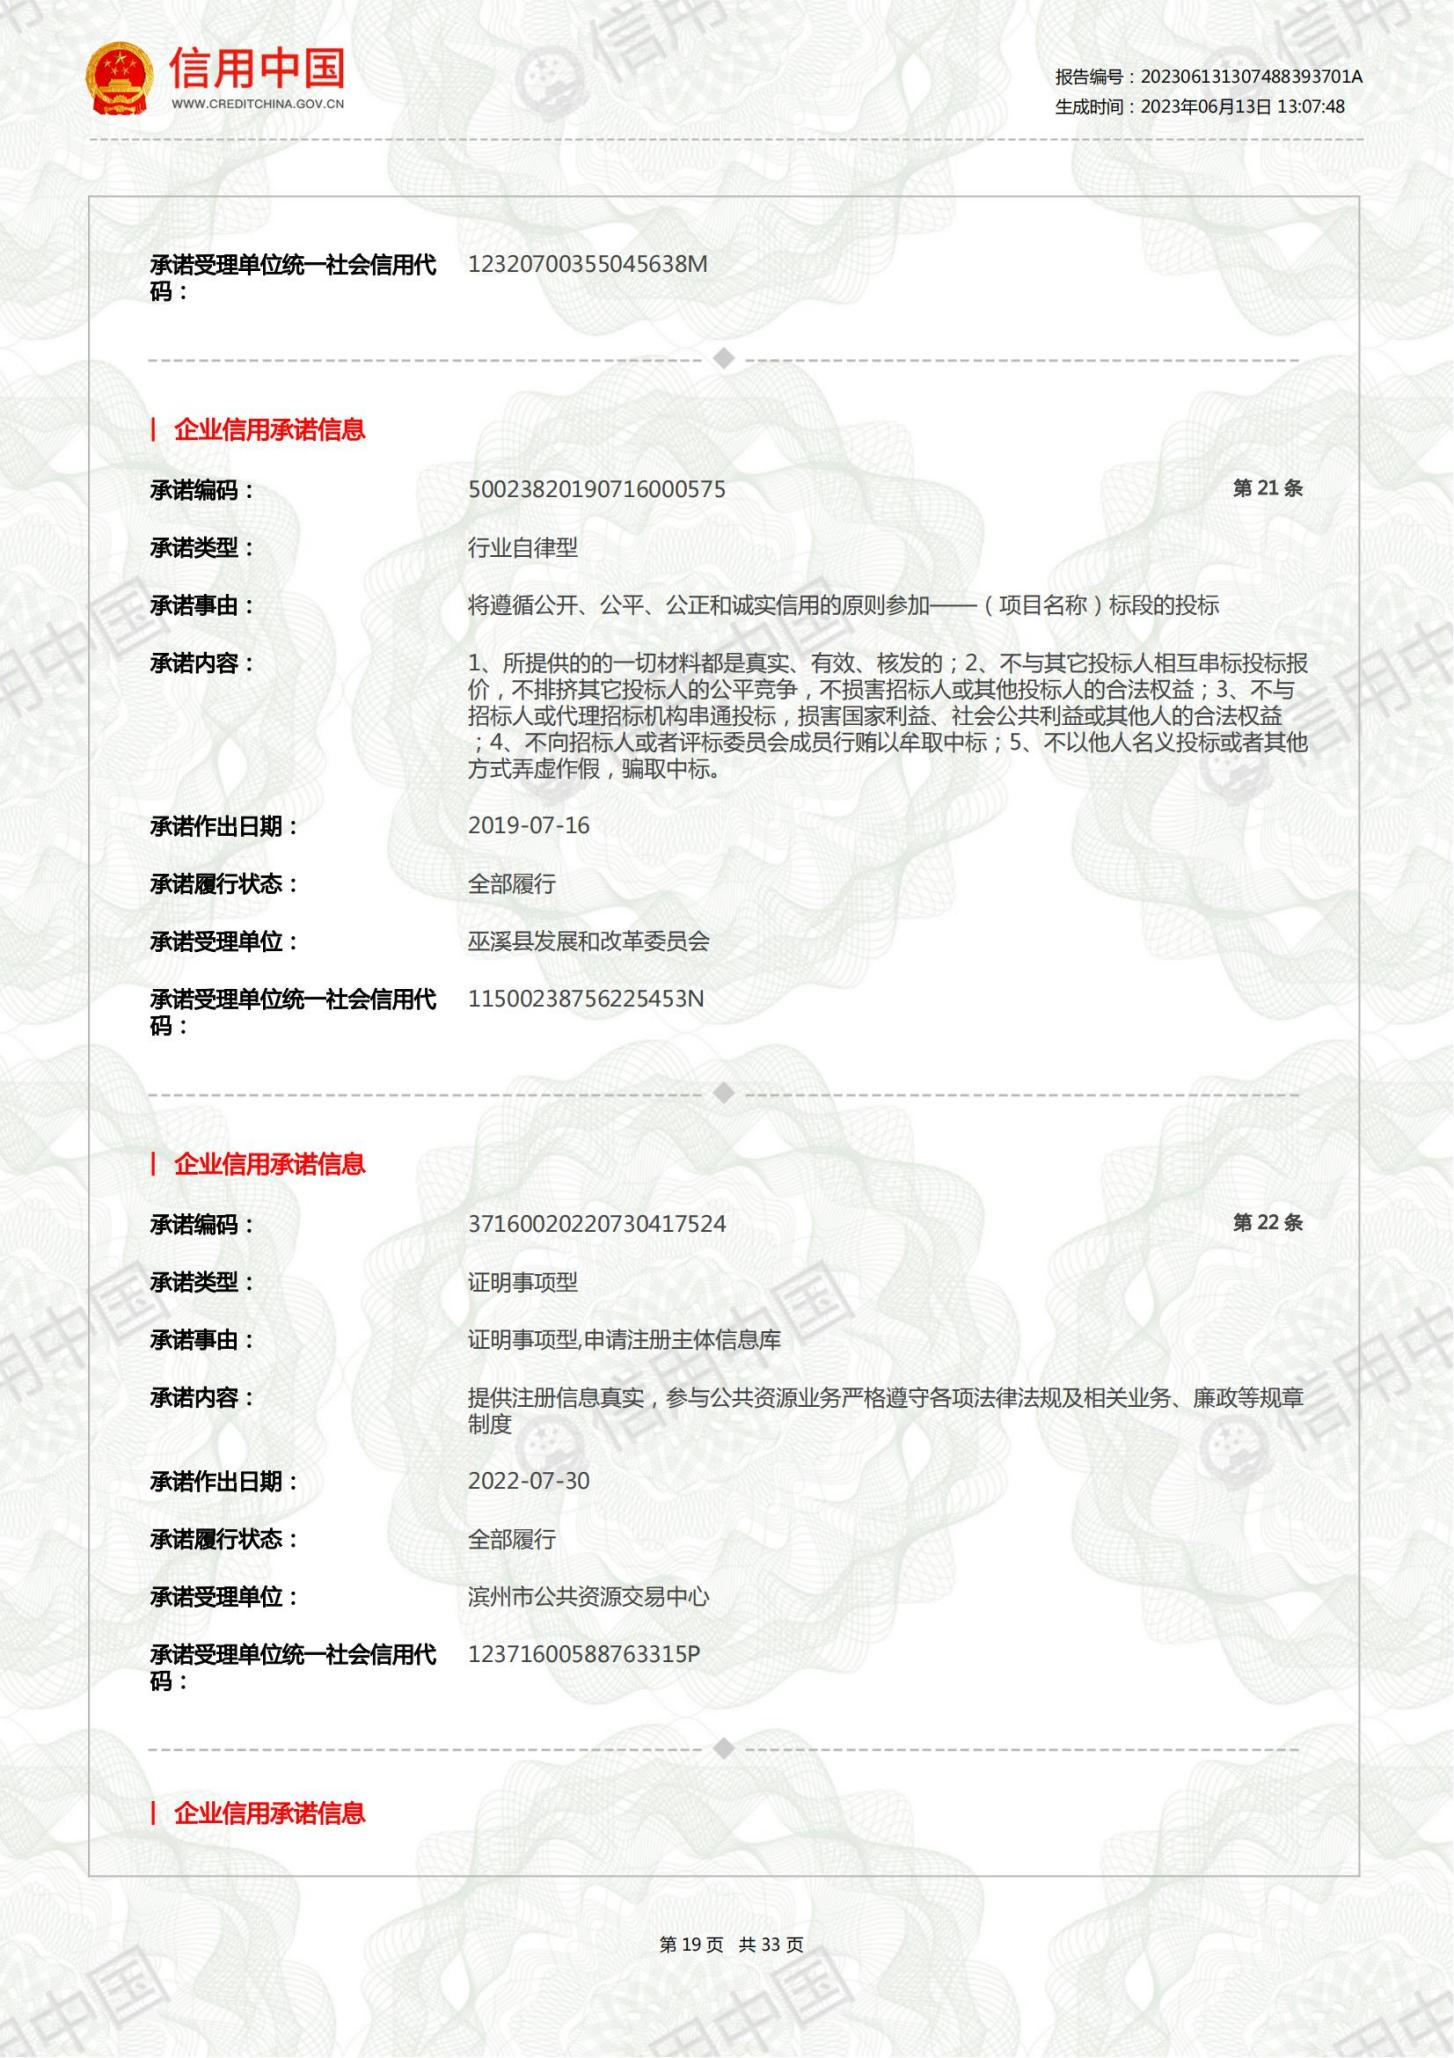 信用中国
WWW.CREDITCHINA.GOV.CN
报告编号：202306131307488393701A
生成时间：2023年06月13日 13:07:48
承诺受理单位统一社会信用代
码：
12320700355045638M
企业信用承诺信息
承诺编码：
50023820190716000575
第 21 条
承诺类型：
行业自律型
承诺事由：
将遵循公开、公平、公正和诚实信用的原则参加——（项目名称）标段的投标
承诺内容：
1、所提供的的一切材料都是真实、有效、核发的；2、不与其它投标人相互串标投标报
价，不排挤其它投标人的公平竞争，不损害招标人或其他投标人的合法权益；3、不与
招标人或代理招标机构串通投标，损害国家利益、社会公共利益或其他人的合法权益
；4、不向招标人或者评标委员会成员行贿以牟取中标；5、不以他人名义投标或者其他
方式弄虚作假，骗取中标。
承诺作出日期：
2019-07-16
承诺履行状态：
全部履行
承诺受理单位：
巫溪县发展和改革委员会
承诺受理单位统一社会信用代
码：
11500238756225453N
企业信用承诺信息
承诺编码：
37160020220730417524
第 22 条
承诺类型：
证明事项型
承诺事由：
证明事项型,申请注册主体信息库
承诺内容：
提供注册信息真实，参与公共资源业务严格遵守各项法律法规及相关业务、廉政等规章
制度
承诺作出日期：
2022-07-30
承诺履行状态：
全部履行
承诺受理单位：
滨州市公共资源交易中心
承诺受理单位统一社会信用代
码：
12371600588763315P
企业信用承诺信息
第 19 页 共 33 页